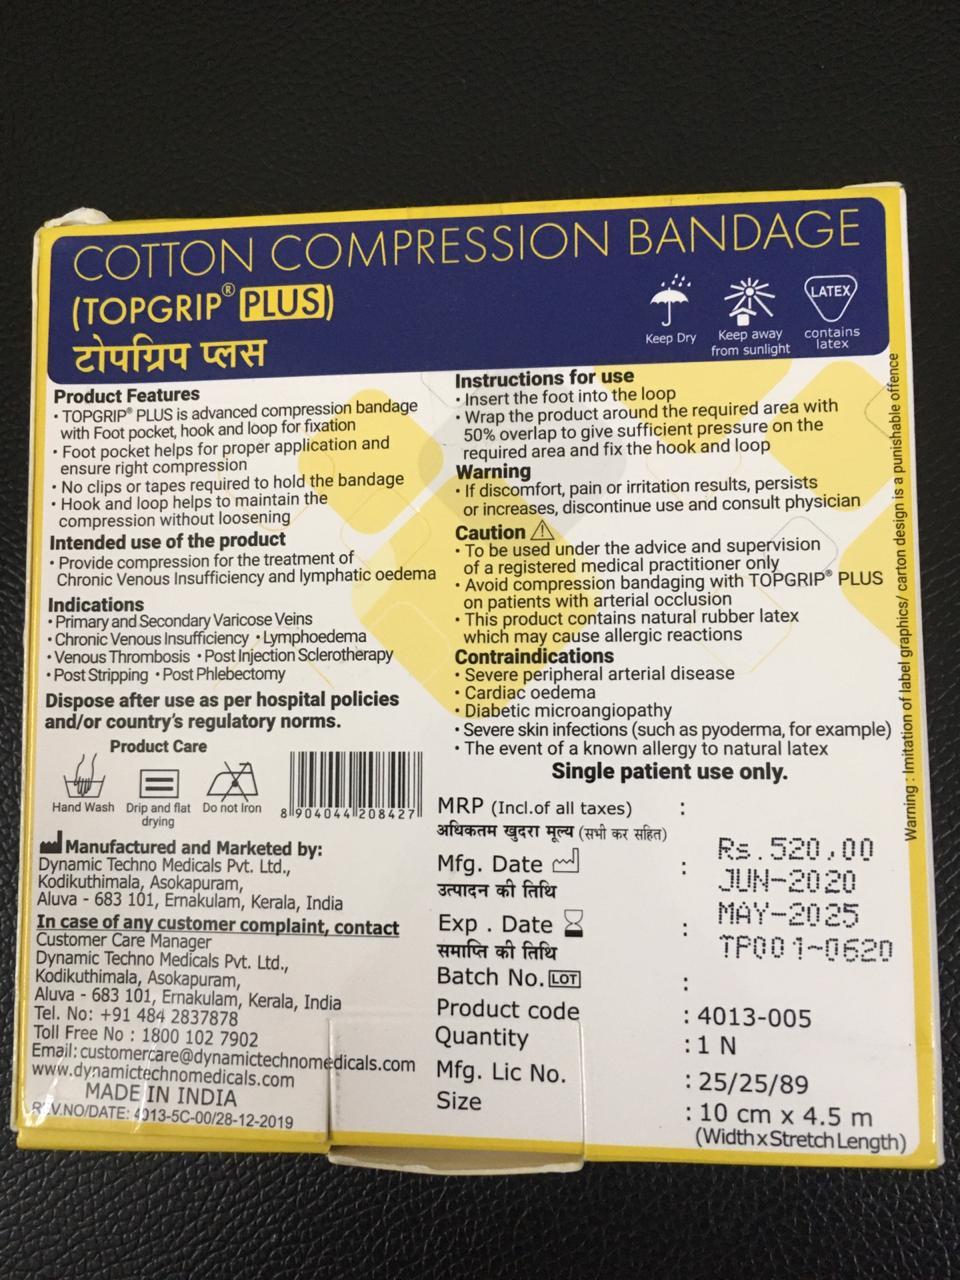 COTTON COMPRESSION BANDAGE
(TOPGRIP® PLUS)
टोपग्रिप प्लस
Keep Dry
Keep away
from sunlight
LATEX
contains
latex
Product Features
• TOPGRIP® PLUS is advanced compression bandage
with Foot pocket, hook and loop for fixation
• Foot pocket helps for proper application and
ensure right compression
• No clips or tapes required to hold the bandage
• Hook and loop helps to maintain the
compression without loosening
Intended use of the product
• Provide compression for the treatment of
Chronic Venous Insufficiency and lymphatic oedema
Indications
• Primary and Secondary Varicose Veins
• Chronic Venous Insufficiency • Lymphoedema
• Venous Thrombosis • Post Injection Sclerotherapy
• Post Stripping • Post Phlebectomy
Dispose after use as per hospital policies
and/or country's regulatory norms.
Product Care
Hand Wash
Drip and flat
drying
Do not Iron
8 904044 208427
Manufactured and Marketed by:
Dynamic Techno Medicals Pvt. Ltd.,
Kodikuthimala, Asokapuram,
Aluva - 683 101, Ernakulam, Kerala, India
In case of any customer complaint, contact
Customer Care Manager
Dynamic Techno Medicals Pvt. Ltd.,
Kodikuthimala, Asokapuram,
Aluva - 683 101, Ernakulam, Kerala, India
Tel. No: +91 484 2837878
Toll Free No : 1800 102 7902
Email: customercare@dynamictechnomedicals.com
www.dynamictechnomedicals.com
MADE IN INDIA
REV.NO/DATE: 4013-5C-00/28-12-2019
Instructions for use
• Insert the foot into the loop
• Wrap the product around the required area with
50% overlap to give sufficient pressure on the
required area and fix the hook and loop
Warning
• If discomfort, pain or irritation results, persists
or increases, discontinue use and consult physician
Caution
• To be used under the advice and supervision
of a registered medical practitioner only
• Avoid compression bandaging with TOPGRIP® PLUS
on patients with arterial occlusion
• This product contains natural rubber latex
which may cause allergic reactions
Contraindications
• Severe peripheral arterial disease
• Cardiac oedema
• Diabetic microangiopathy
• Severe skin infections (such as pyoderma, for example)
• The event of a known allergy to natural latex
Single patient use only.
MRP (Incl.of all taxes) :
अधिकतम खुदरा मूल्य (सभी कर सहित)
Rs.520.00
Mfg. Date :
उत्पादन की तिथि
JUN-2020
Exp . Date :
समाप्ति की तिथि
MAY-2025
Batch No. LOT :
TP001-0620
Product code : 4013-005
Quantity : 1 N
Mfg. Lic No. : 25/25/89
Size : 10 cm x 4.5 m
(Width x Stretch Length)
Warning : Imitation of label graphics/ carton design is a punishable offence